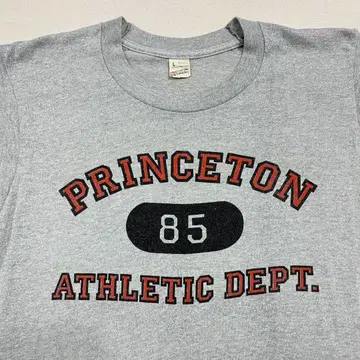 PRINCETON
85
ATHLETIC DEPT.